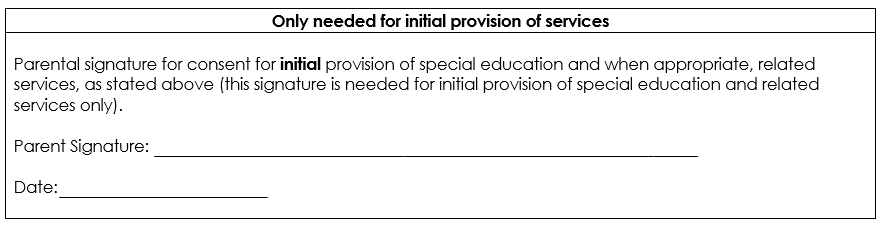 Only needed for initial provision of services
Parental signature for consent for initial provision of special education and when appropriate, related
services, as stated above (this signature is needed for initial provision of special education and related
services only).
Parent Signature: ______________________________________________________________
Date:________________________